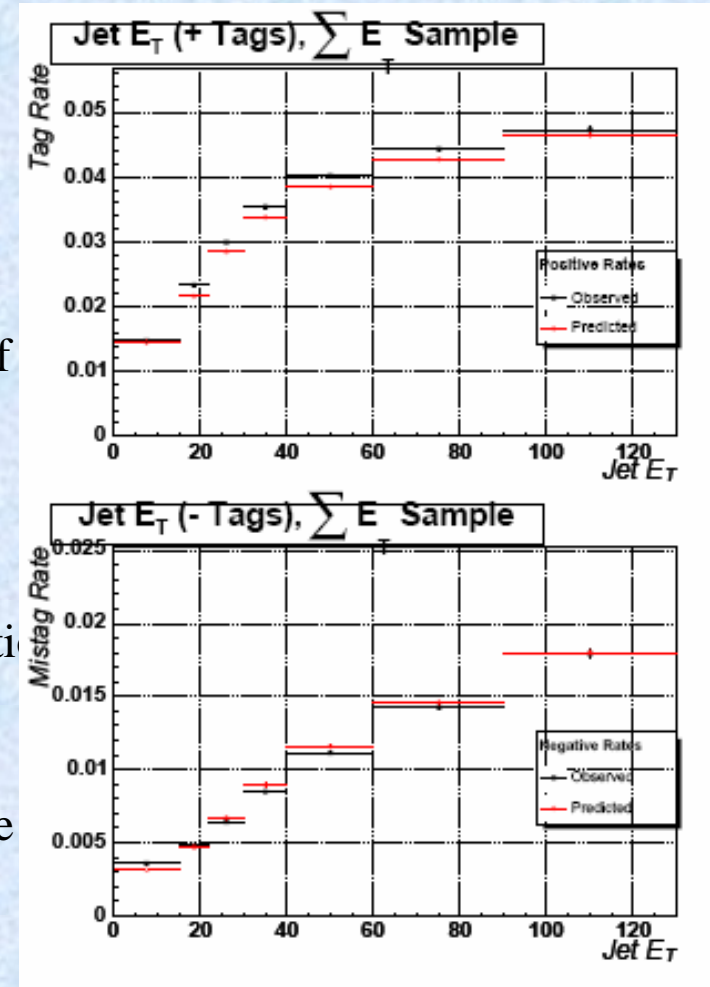 Jet E_T (+ Tags), ∑ E_T Sample
Tag Rate
0.05
0.04
0.03
0.02
0.01
0
Positive Rates
Observed
Predicted
0 20 40 60 80 100 120
Jet E_T
f
Jet E_T (- Tags), ∑ E_T Sample
Mistag Rate
0.025
0.02
0.015
0.01
0.005
0
Negative Rates
Observed
Predicted
0 20 40 60 80 100 120
Jet E_T
e